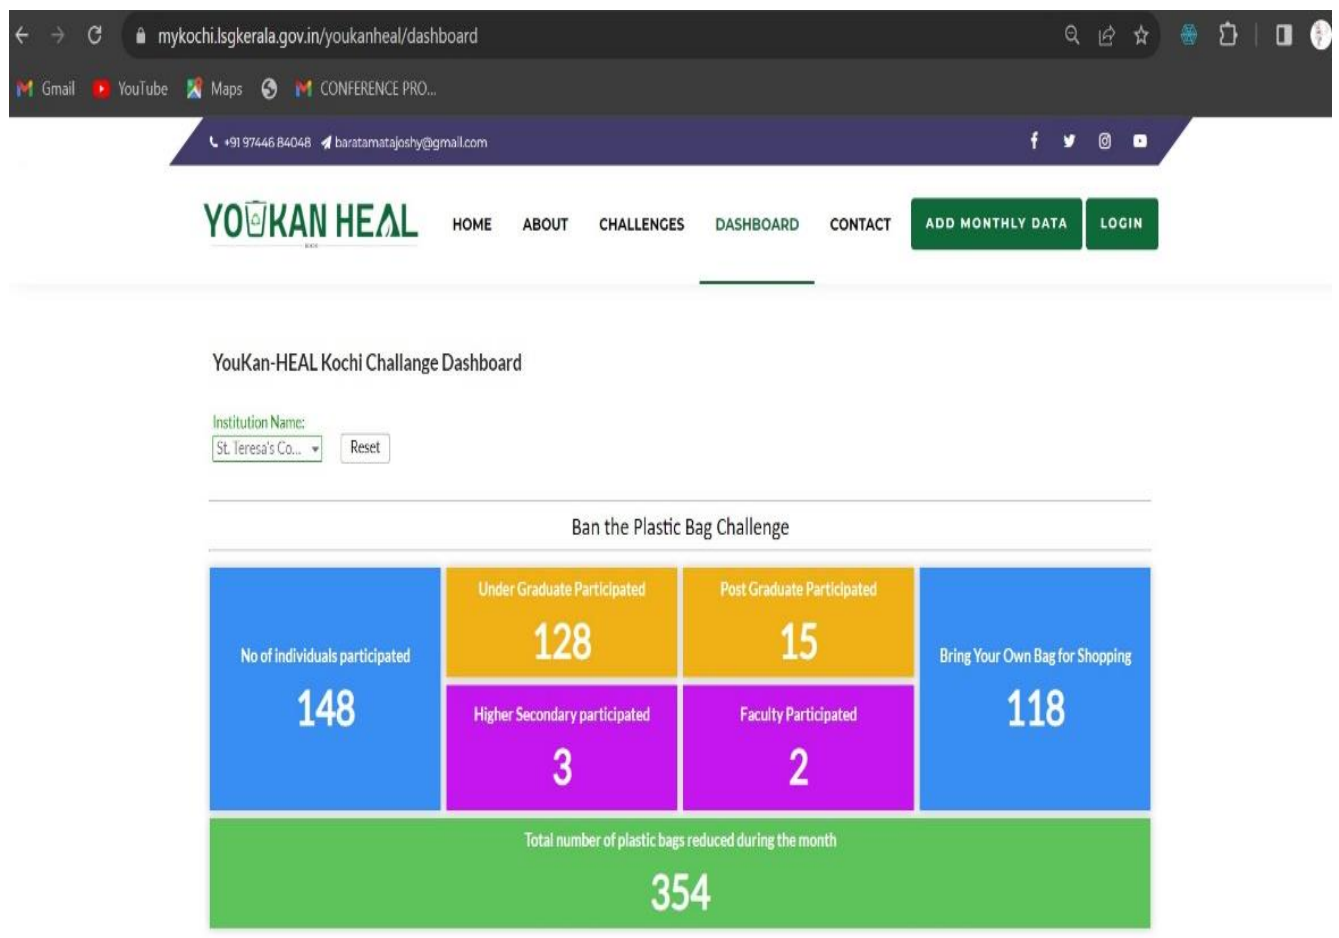 mykochi.lsgkerala.gov.in/youkanheal/dashboard
Gmail YouTube Maps CONFERENCE PRO...
+91 97446 84048 baratamatajoshy@gmail.com
YOUKAN HEAL HOME ABOUT CHALLENGES DASHBOARD CONTACT ADD MONTHLY DATA LOGIN
YouKan-HEAL Kochi Challange Dashboard
Institution Name:
St. Teresa's Co... Reset
Ban the Plastic Bag Challenge
No of individuals participated
148
Under Graduate Participated
128
Post Graduate Participated
15
Higher Secondary participated
3
Faculty Participated
2
Bring Your Own Bag for Shopping
118
Total number of plastic bags reduced during the month
354